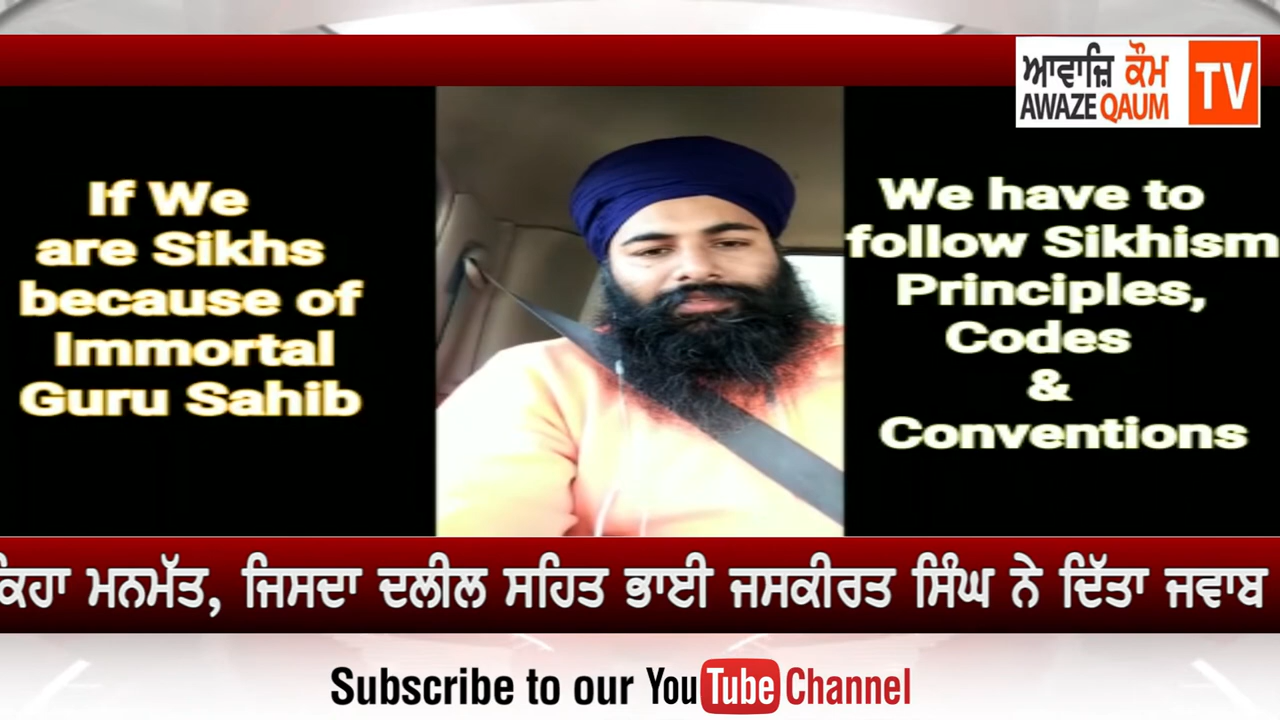 ਆਵਾਜ਼ਿ ਕੌਮ
AWAZE QAUM
TV
If We
are Sikhs
because of
Immortal
Guru Sahib
We have to
follow Sikhism
Principles,
Codes
&
Conventions
ਕਿਹਾ ਮਨਮੱਤ, ਜਿਸਦਾ ਦਲੀਲ ਸਹਿਤ ਭਾਈ ਜਸਕੀਰਤ ਸਿੰਘ ਨੇ ਦਿੱਤਾ ਜਵਾਬ
Subscribe to our YouTube Channel